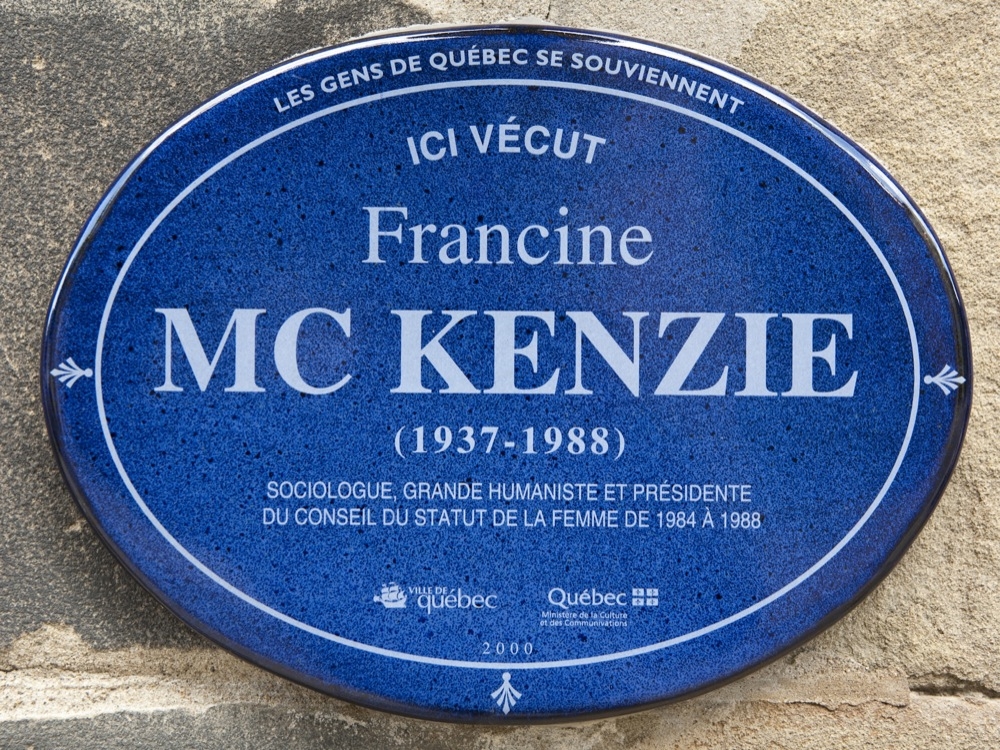 LES GENS DE QUÉBEC SE SOUVIENNENT
ICI VÉCUT
Francine
MC KENZIE
(1937-1988)
SOCIOLOGUE, GRANDE HUMANISTE ET PRÉSIDENTE
DU CONSEIL DU STATUT DE LA FEMME DE 1984 À 1988
VILLE DE
québec
Québec
Ministère de la Culture
et des Communications
2000